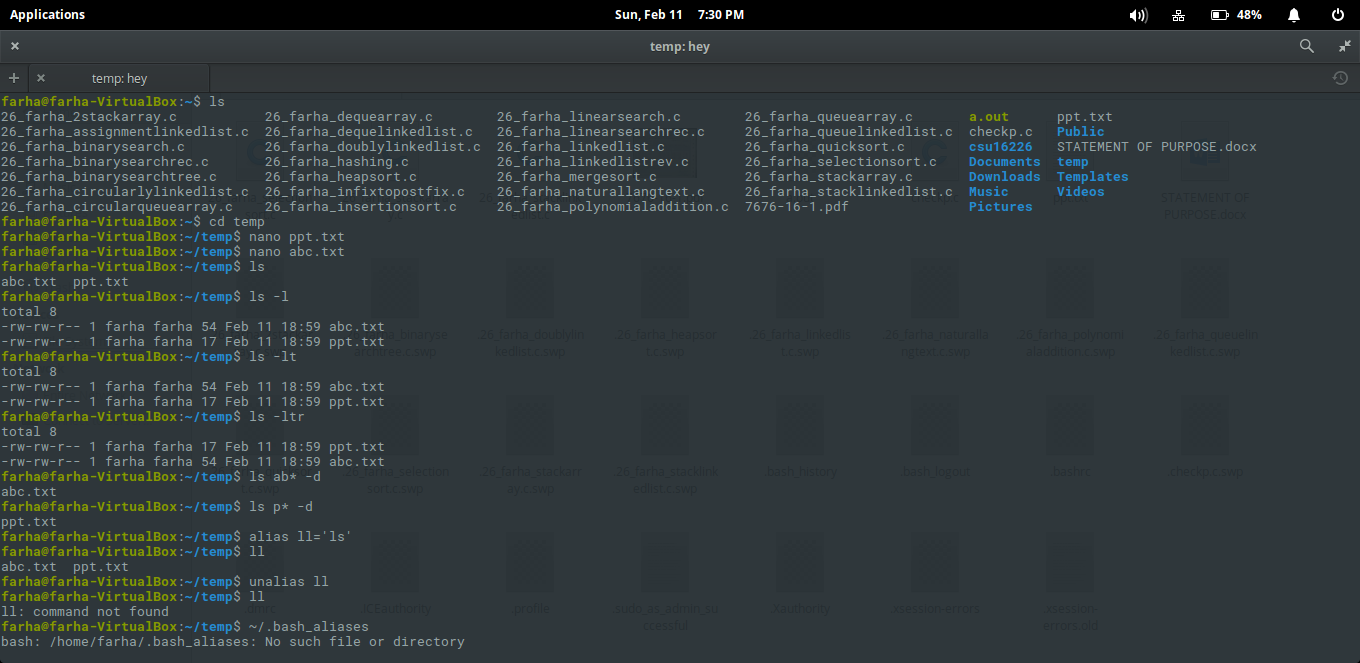 Applications Sun, Feb 11 7:30 PM 48%
temp: hey
temp: hey
farha@farha-VirtualBox:~$ ls
26_farha_2stackarray.c 26_farha_dequearray.c 26_farha_linearsearch.c 26_farha_queuearray.c a.out ppt.txt
26_farha_assignmentlinkedlist.c 26_farha_dequelinkedlist.c 26_farha_linearsearchrec.c 26_farha_queuelinkedlist.c checkp.c Public
26_farha_binarysearch.c 26_farha_doublylinkedlist.c 26_farha_linkedlist.c 26_farha_quicksort.c csu16226 STATEMENT OF PURPOSE.docx
26_farha_binarysearchrec.c 26_farha_hashing.c 26_farha_linkedlistrev.c 26_farha_selectionsort.c Documents temp
26_farha_binarysearchtree.c 26_farha_heapsort.c 26_farha_mergesort.c 26_farha_stackarray.c Downloads Templates
26_farha_circularlylinkedlist.c 26_farha_infixtopostfix.c 26_farha_naturallangtext.c 26_farha_stacklinkedlist.c Music Videos
26_farha_circularqueuearray.c 26_farha_insertionsort.c 26_farha_polynomialaddition.c 7676-16-1.pdf Pictures
farha@farha-VirtualBox:~$ cd temp
farha@farha-VirtualBox:~/temp$ nano ppt.txt
farha@farha-VirtualBox:~/temp$ nano abc.txt
farha@farha-VirtualBox:~/temp$ ls
abc.txt ppt.txt
farha@farha-VirtualBox:~/temp$ ls -l
total 8
-rw-rw-r-- 1 farha farha 54 Feb 11 18:59 abc.txt
-rw-rw-r-- 1 farha farha 17 Feb 11 18:59 ppt.txt
farha@farha-VirtualBox:~/temp$ ls -lt
total 8
-rw-rw-r-- 1 farha farha 54 Feb 11 18:59 abc.txt
-rw-rw-r-- 1 farha farha 17 Feb 11 18:59 ppt.txt
farha@farha-VirtualBox:~/temp$ ls -ltr
total 8
-rw-rw-r-- 1 farha farha 17 Feb 11 18:59 ppt.txt
-rw-rw-r-- 1 farha farha 54 Feb 11 18:59 abc.txt
farha@farha-VirtualBox:~/temp$ ls ab* -d
abc.txt
farha@farha-VirtualBox:~/temp$ ls p* -d
ppt.txt
farha@farha-VirtualBox:~/temp$ alias ll='ls'
farha@farha-VirtualBox:~/temp$ ll
abc.txt ppt.txt
farha@farha-VirtualBox:~/temp$ unalias ll
farha@farha-VirtualBox:~/temp$ ll
ll: command not found
farha@farha-VirtualBox:~/temp$ ~/.bash_aliases
bash: /home/farha/.bash_aliases: No such file or directory